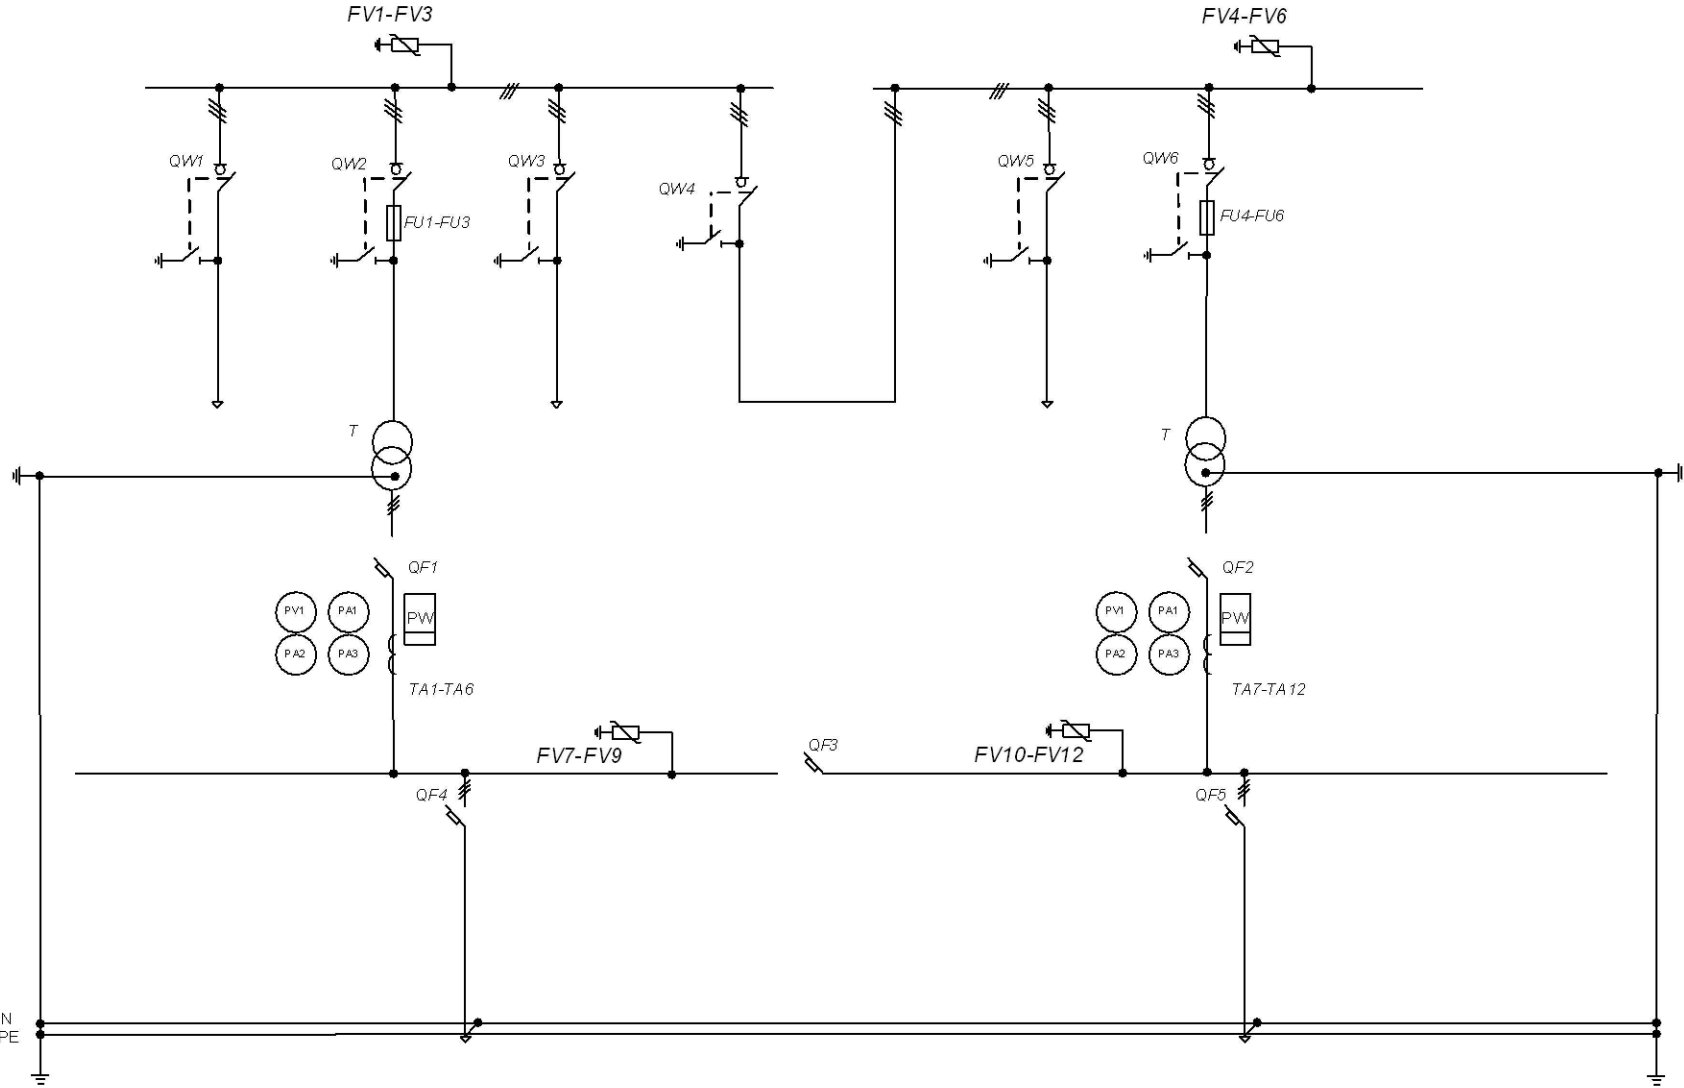 FV1-FV3
FV4-FV6
QW1
QW2
QW3
QW4
QW5
QW6
FU1-FU3
FU4-FU6
T
T
QF1
QF2
PV1
PA1
PW
PA2
PA3
PV1
PA1
PW
PA2
PA3
TA1-TA6
TA7-TA12
FV7-FV9
QF3
FV10-FV12
QF4
QF5
N
PE